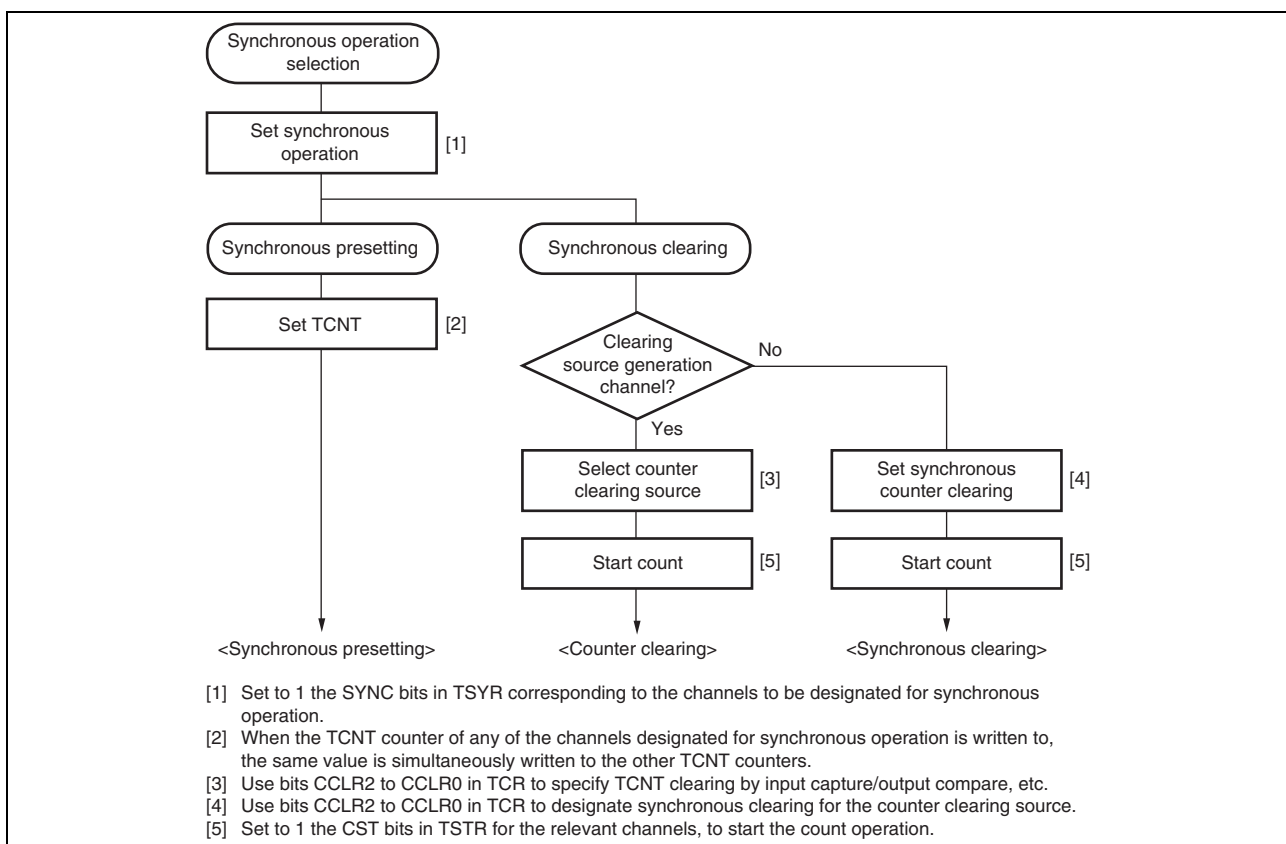 Synchronous operation
selection
Set synchronous
operation
[1]
Synchronous presetting
Synchronous clearing
Set TCNT
[2]
Clearing
source generation
channel?
No
Yes
Select counter
clearing source
[3]
Set synchronous
counter clearing
[4]
Start count
[5]
Start count
[5]
<Synchronous presetting>
<Counter clearing>
<Synchronous clearing>
[1] Set to 1 the SYNC bits in TSYR corresponding to the channels to be designated for synchronous
operation.
[2] When the TCNT counter of any of the channels designated for synchronous operation is written to,
the same value is simultaneously written to the other TCNT counters.
[3] Use bits CCLR2 to CCLR0 in TCR to specify TCNT clearing by input capture/output compare, etc.
[4] Use bits CCLR2 to CCLR0 in TCR to designate synchronous clearing for the counter clearing source.
[5] Set to 1 the CST bits in TSTR for the relevant channels, to start the count operation.